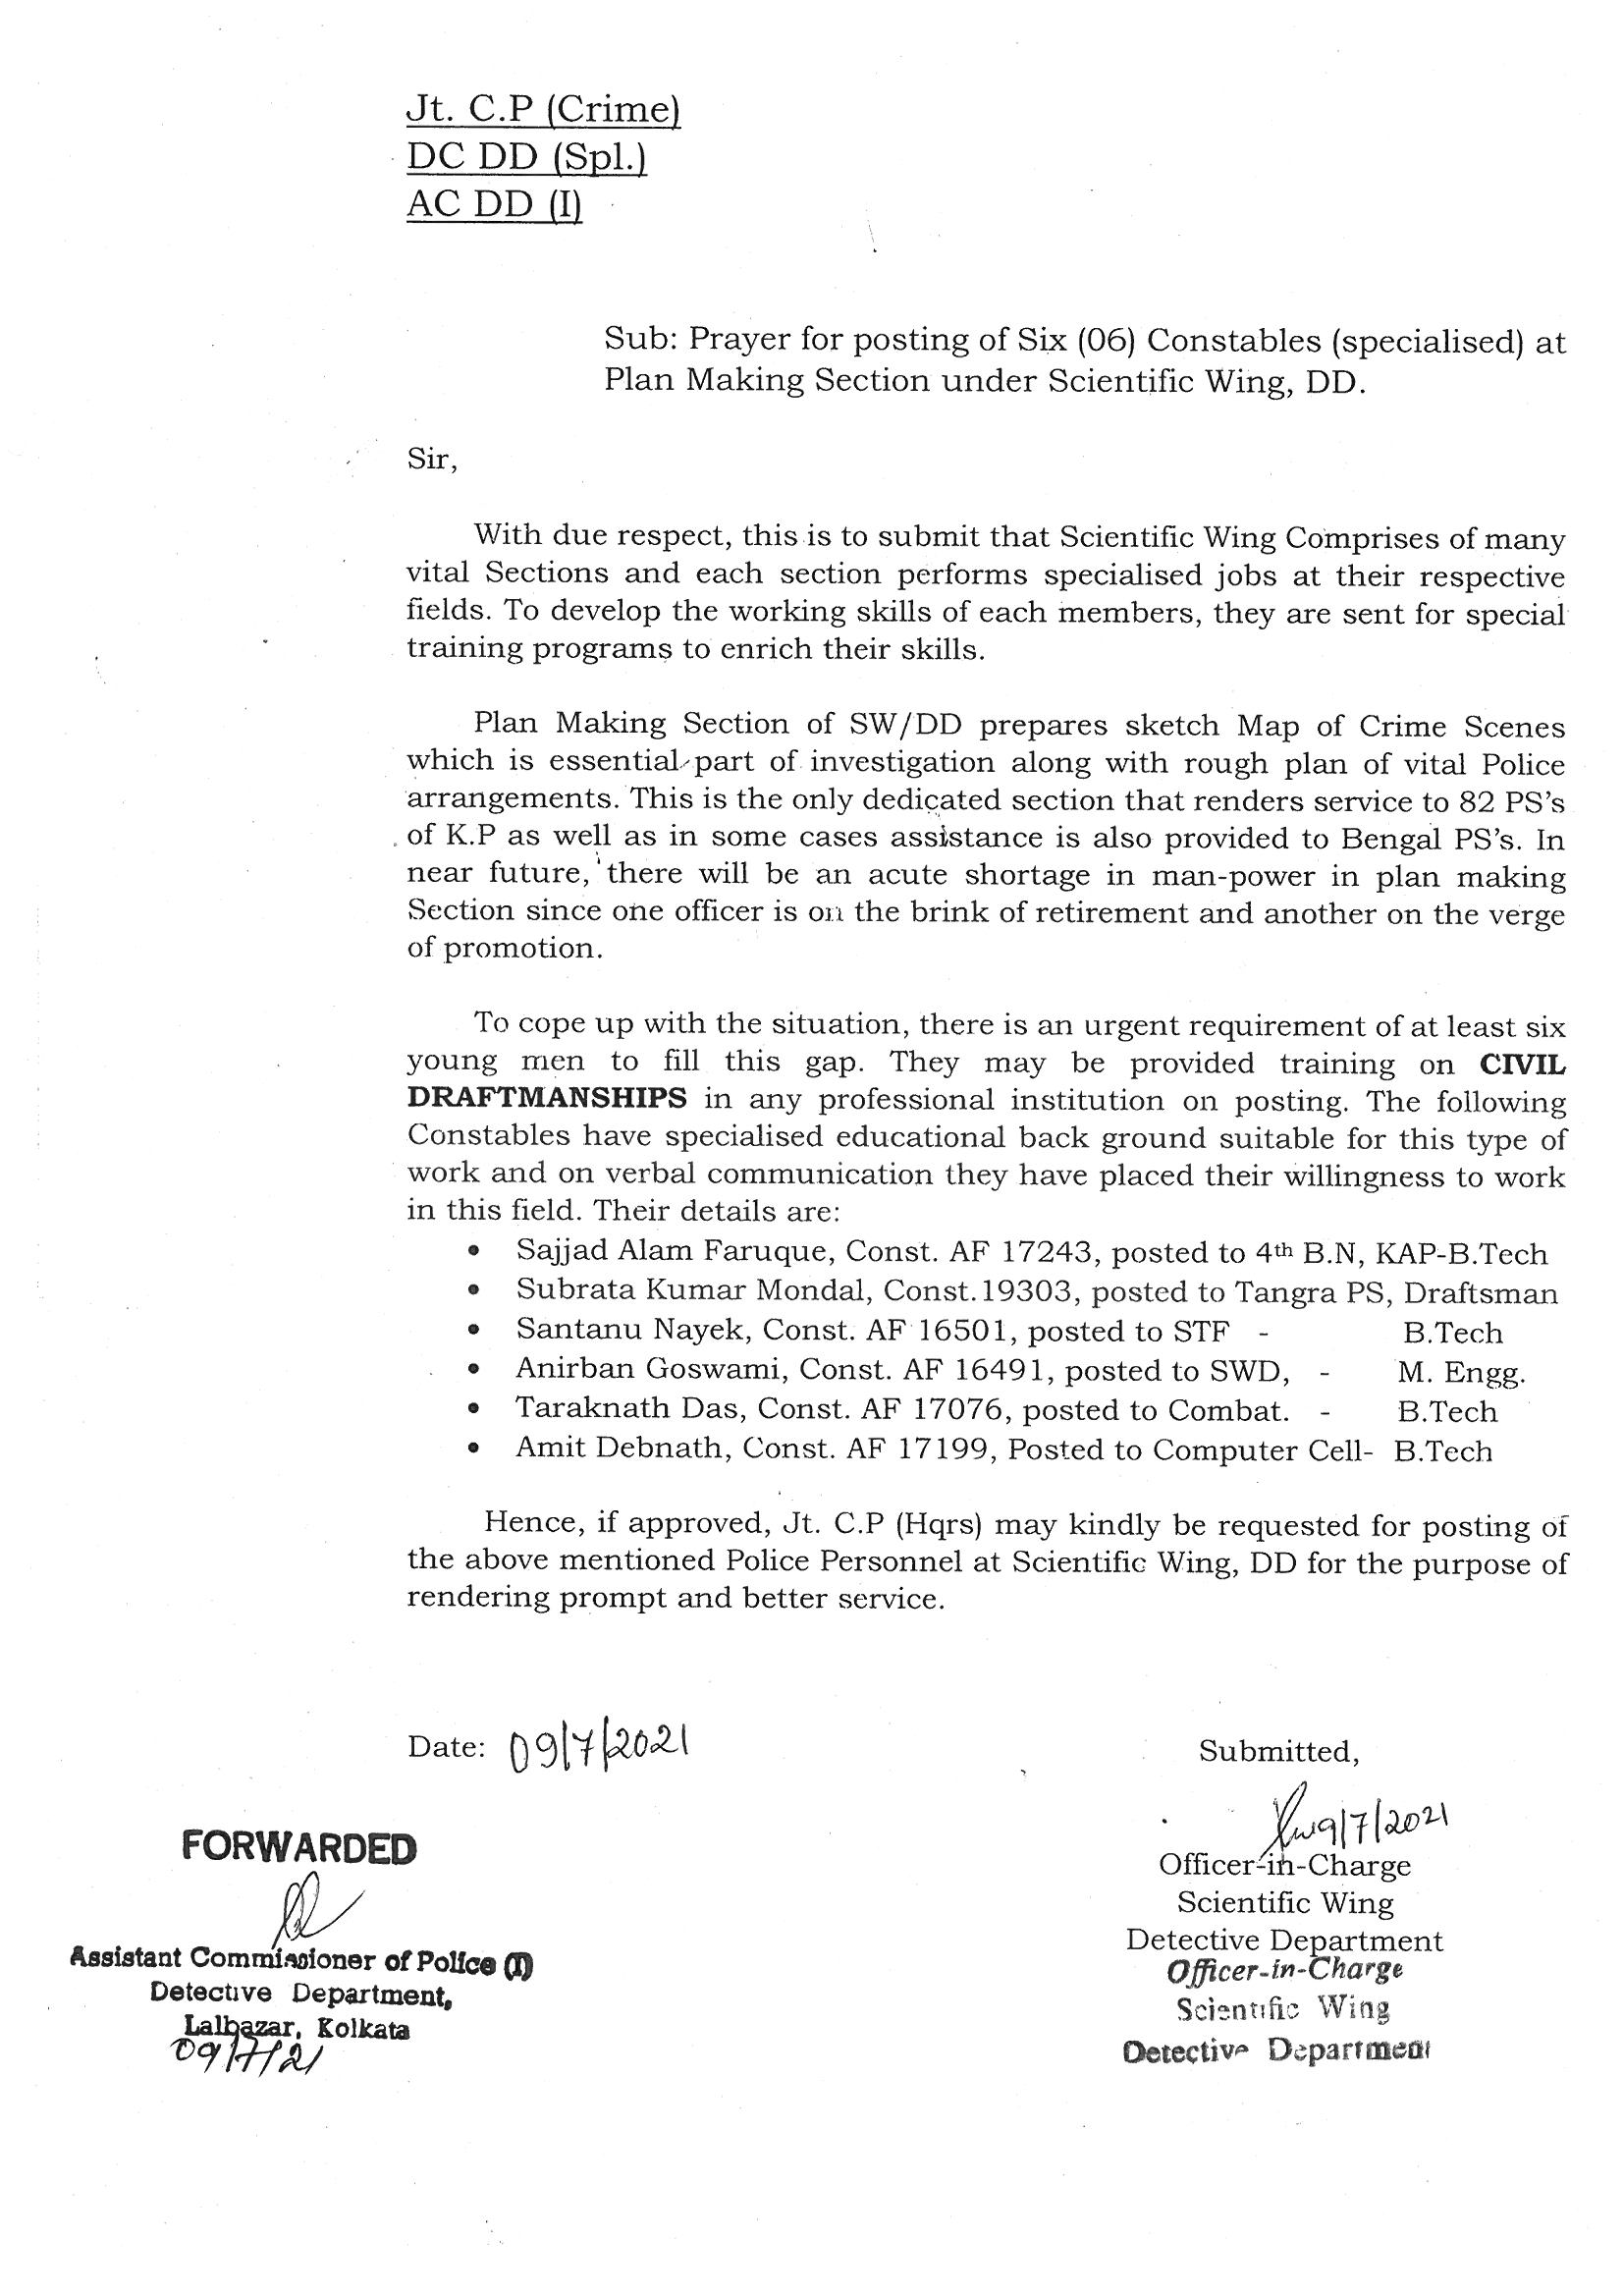 Jt. C.P (Crime)
DC DD (Spl.)
AC DD (I)
Sub: Prayer for posting of Six (06) Constables (specialised) at
Plan Making Section under Scientific Wing, DD.
Sir,
With due respect, this is to submit that Scientific Wing Comprises of many
vital Sections and each section performs specialised jobs at their respective
fields. To develop the working skills of each members, they are sent for special
training programs to enrich their skills.
Plan Making Section of SW/DD prepares sketch Map of Crime Scenes
which is essential part of investigation along with rough plan of vital Police
arrangements. This is the only dedicated section that renders service to 82 PS's
of K.P as well as in some cases assistance is also provided to Bengal PS's. In
near future, there will be an acute shortage in man-power in plan making
Section since one officer is on the brink of retirement and another on the verge
of promotion.
To cope up with the situation, there is an urgent requirement of at least six
young men to fill this gap. They may be provided training on CIVIL
DRAFTMANSHIPS in any professional institution on posting. The following
Constables have specialised educational back ground suitable for this type of
work and on verbal communication they have placed their willingness to work
in this field. Their details are:
• Sajjad Alam Faruque, Const. AF 17243, posted to 4th B.N, KAP-B.Tech
• Subrata Kumar Mondal, Const.19303, posted to Tangra PS, Draftsman
• Santanu Nayek, Const. AF 16501, posted to STF - B.Tech
• Anirban Goswami, Const. AF 16491, posted to SWD, - M. Engg.
• Taraknath Das, Const. AF 17076, posted to Combat. - B.Tech
• Amit Debnath, Const. AF 17199, Posted to Computer Cell- B.Tech
Hence, if approved, Jt. C.P (Hqrs) may kindly be requested for posting of
the above mentioned Police Personnel at Scientific Wing, DD for the purpose of
rendering prompt and better service.
Date: 09/7/2021
Submitted,
9/7/2021
FORWARDED
Officer-in-Charge
Scientific Wing
Detective Department
Assistant Commissioner of Police (I)
Detective Department,
Lalbazar, Kolkata
09/7/21
Officer-in-Charge
Scientific Wing
Detective Department